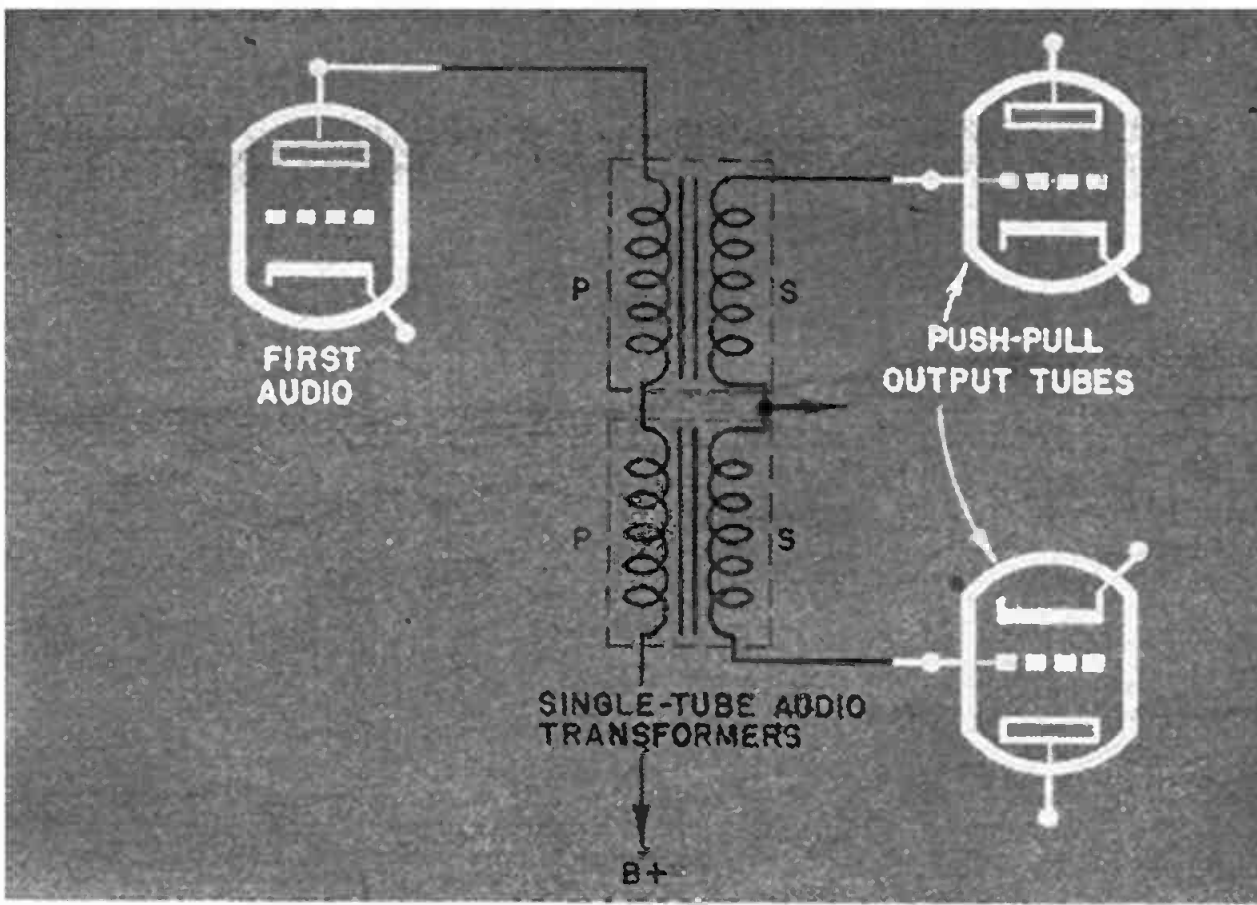 P
S
FIRST
AUDIO
PUSH-PULL
OUTPUT TUBES
P
S
SINGLE-TUBE AUDIO
TRANSFORMERS
B+